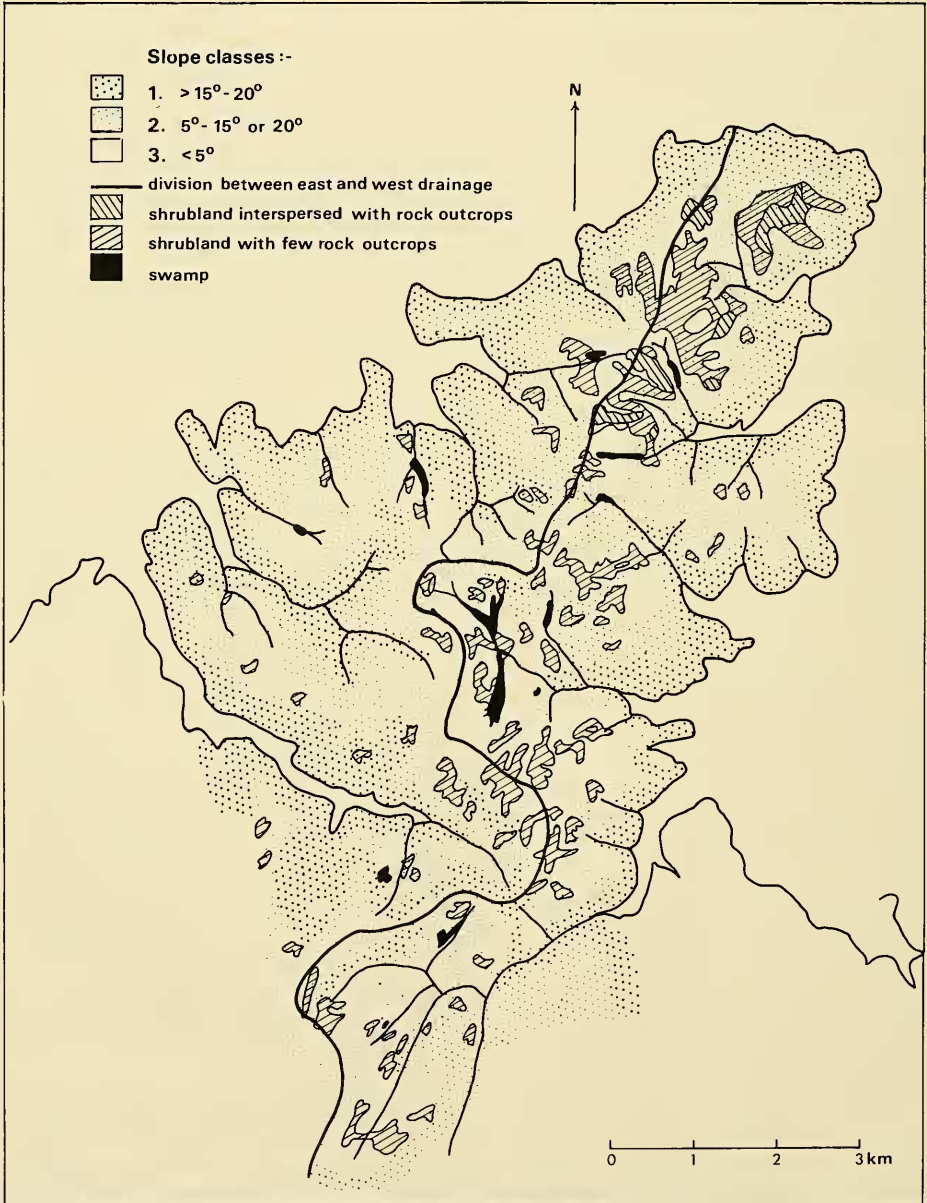 Slope classes :-
1. >15°-20°
2. 5°-15° or 20°
3. <5°
division between east and west drainage
shrubland interspersed with rock outcrops
shrubland with few rock outcrops
swamp
N
0 1 2 3 km